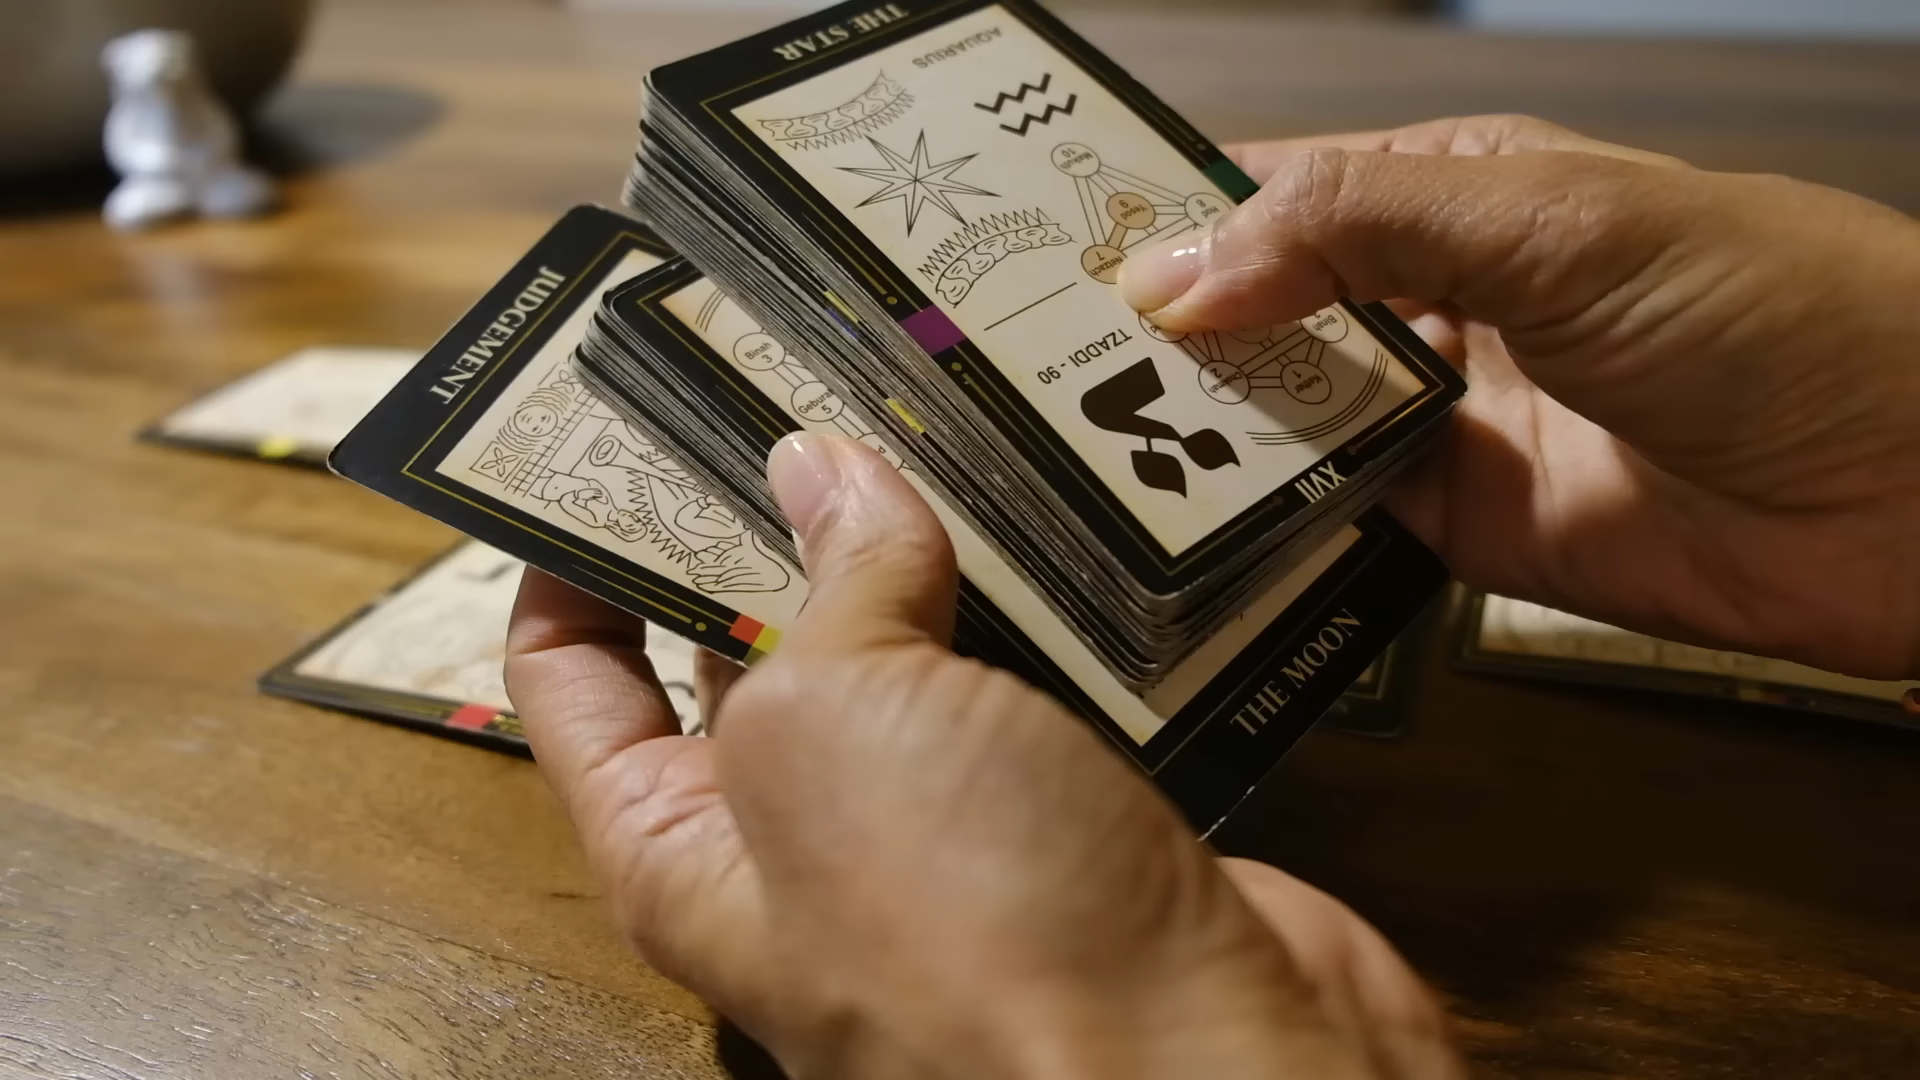 THE STAR
AQUARIUS
Malkuth
10
Yesod
9
Hod
8
Netzach
7
Binah
Chokmah
2
Kether
1
TZADDI - 90
צ
XVII
JUDGEMENT
Binah
3
Geburah
5
THE MOON